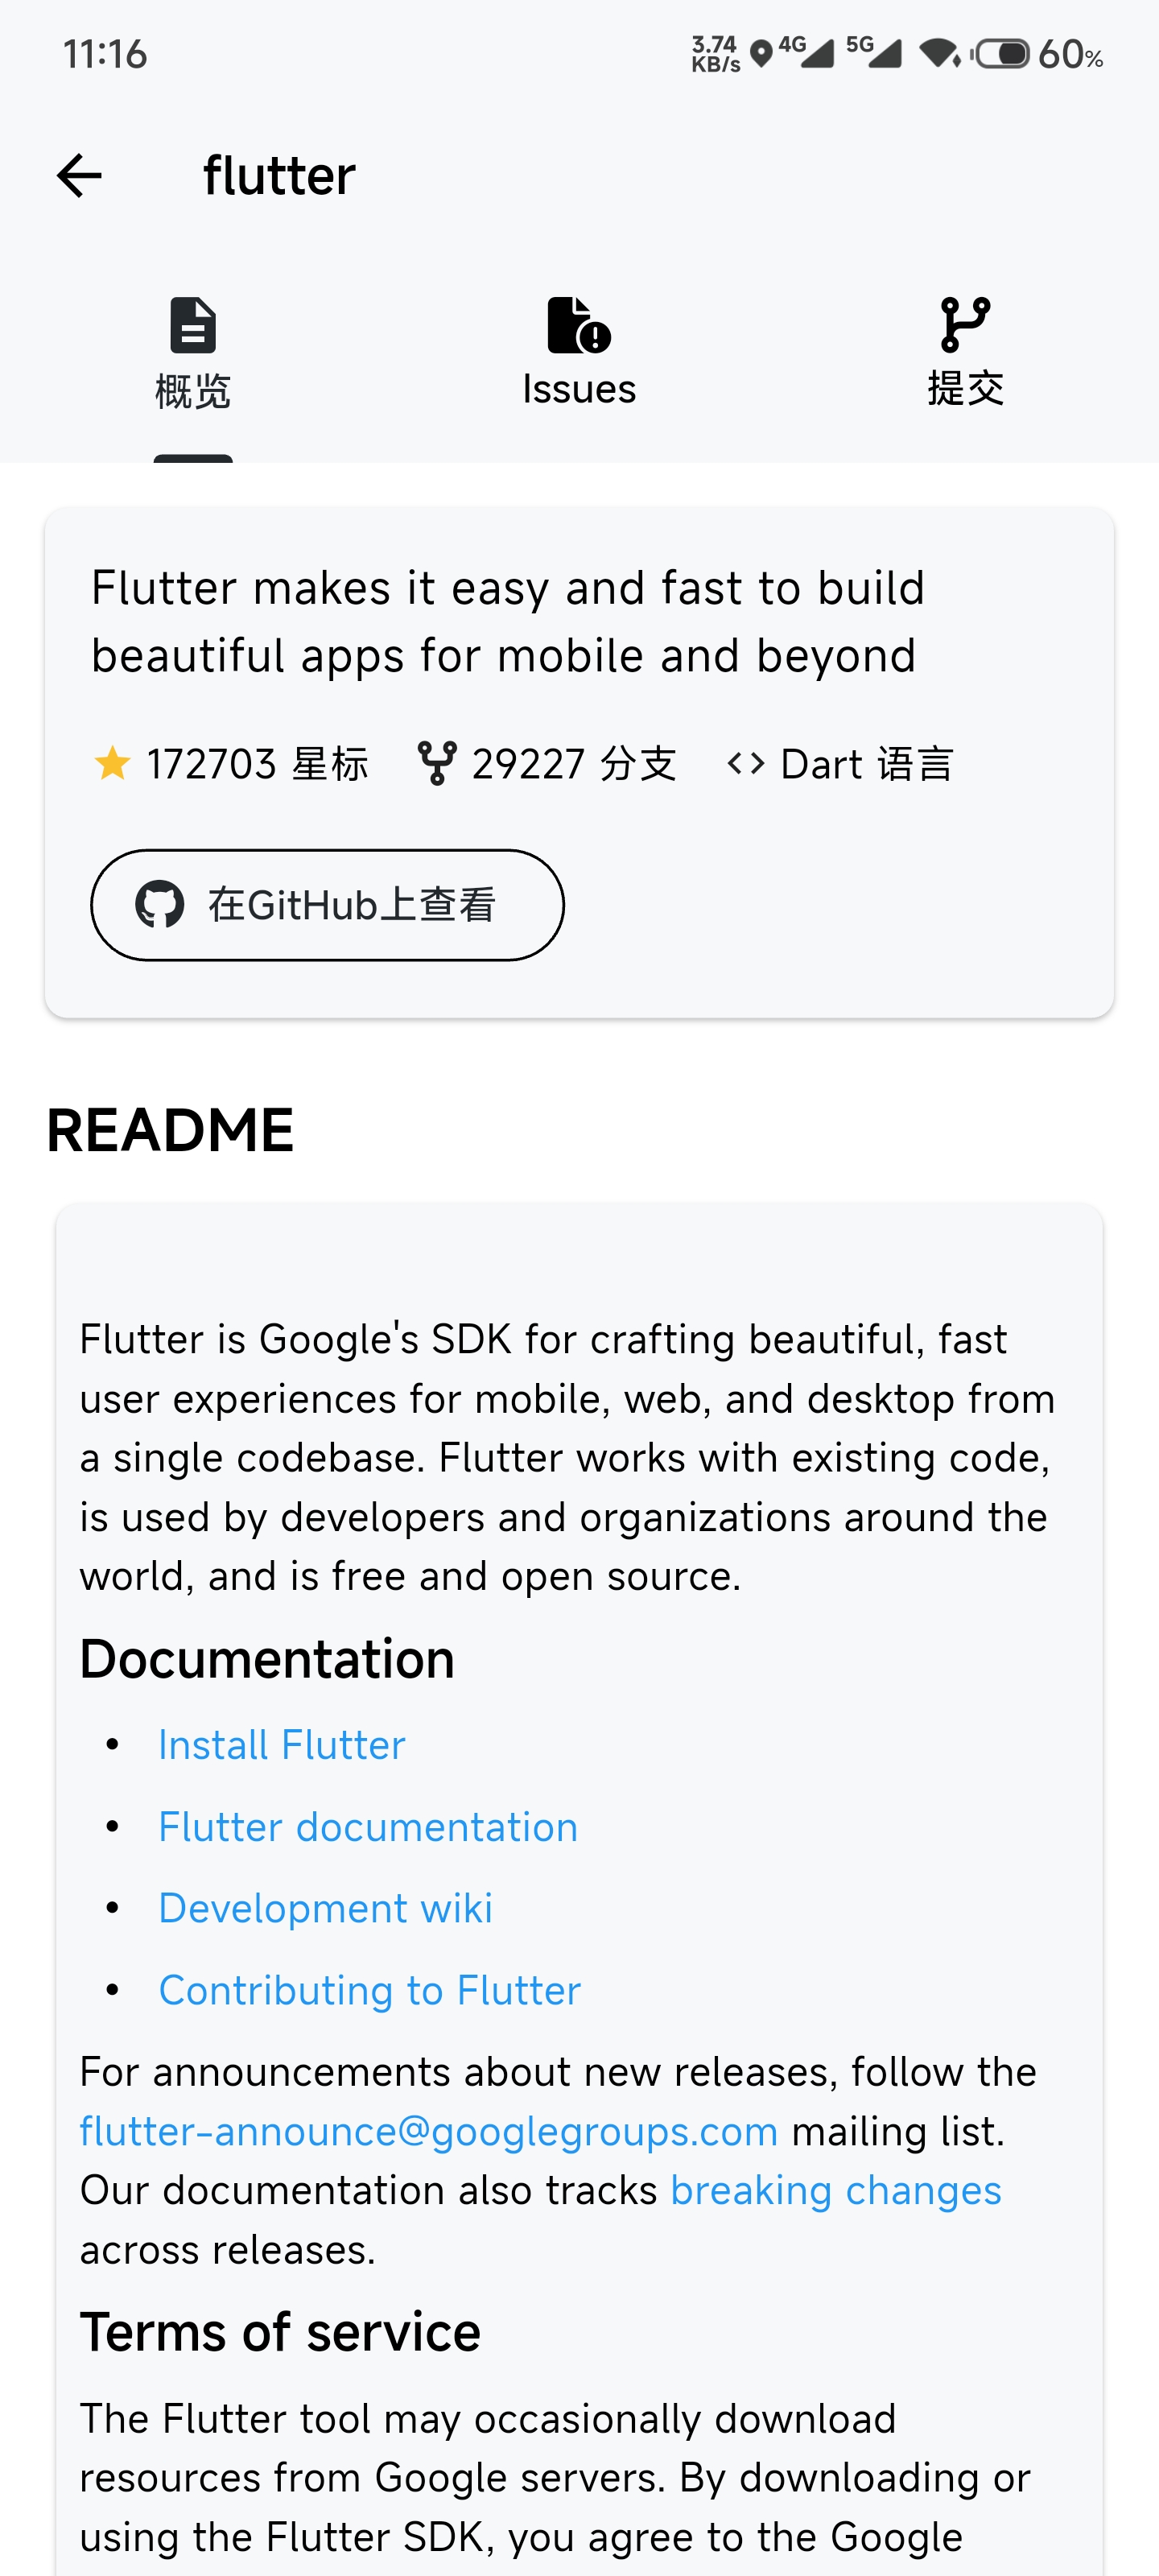 11:16
3.74 KB/s 4G 5G 60%
flutter
概览 Issues 提交
Flutter makes it easy and fast to build
beautiful apps for mobile and beyond
172703 星标 29227 分支 <> Dart 语言
在GitHub上查看
README
Flutter is Google's SDK for crafting beautiful, fast
user experiences for mobile, web, and desktop from
a single codebase. Flutter works with existing code,
is used by developers and organizations around the
world, and is free and open source.
Documentation
• Install Flutter
• Flutter documentation
• Development wiki
• Contributing to Flutter
For announcements about new releases, follow the
flutter-announce@googlegroups.com mailing list.
Our documentation also tracks breaking changes
across releases.
Terms of service
The Flutter tool may occasionally download
resources from Google servers. By downloading or
using the Flutter SDK, you agree to the Google